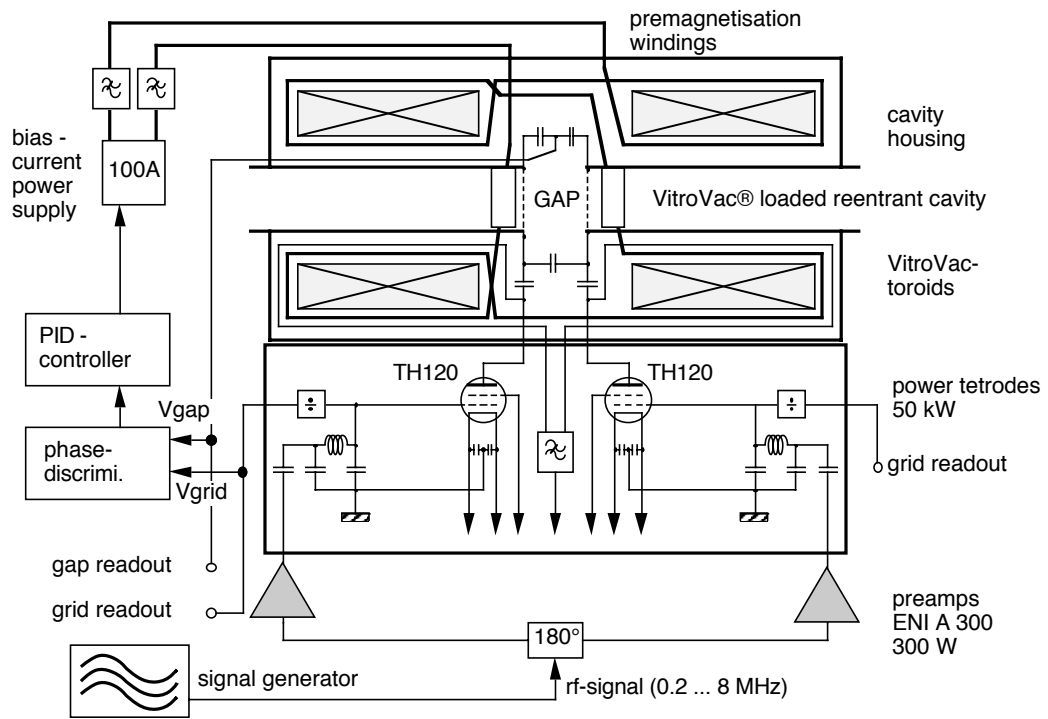 premagnetisation
windings
bias -
current
power
supply
100A
cavity
housing
GAP
VitroVac® loaded reentrant cavity
VitroVac-
toroids
PID -
controller
TH120
TH120
power tetrodes
50 kW
Vgap
÷
÷
phase-
discrimi.
Vgrid
grid readout
gap readout
grid readout
preamps
ENI A 300
300 W
180°
signal generator
rf-signal (0.2 ... 8 MHz)